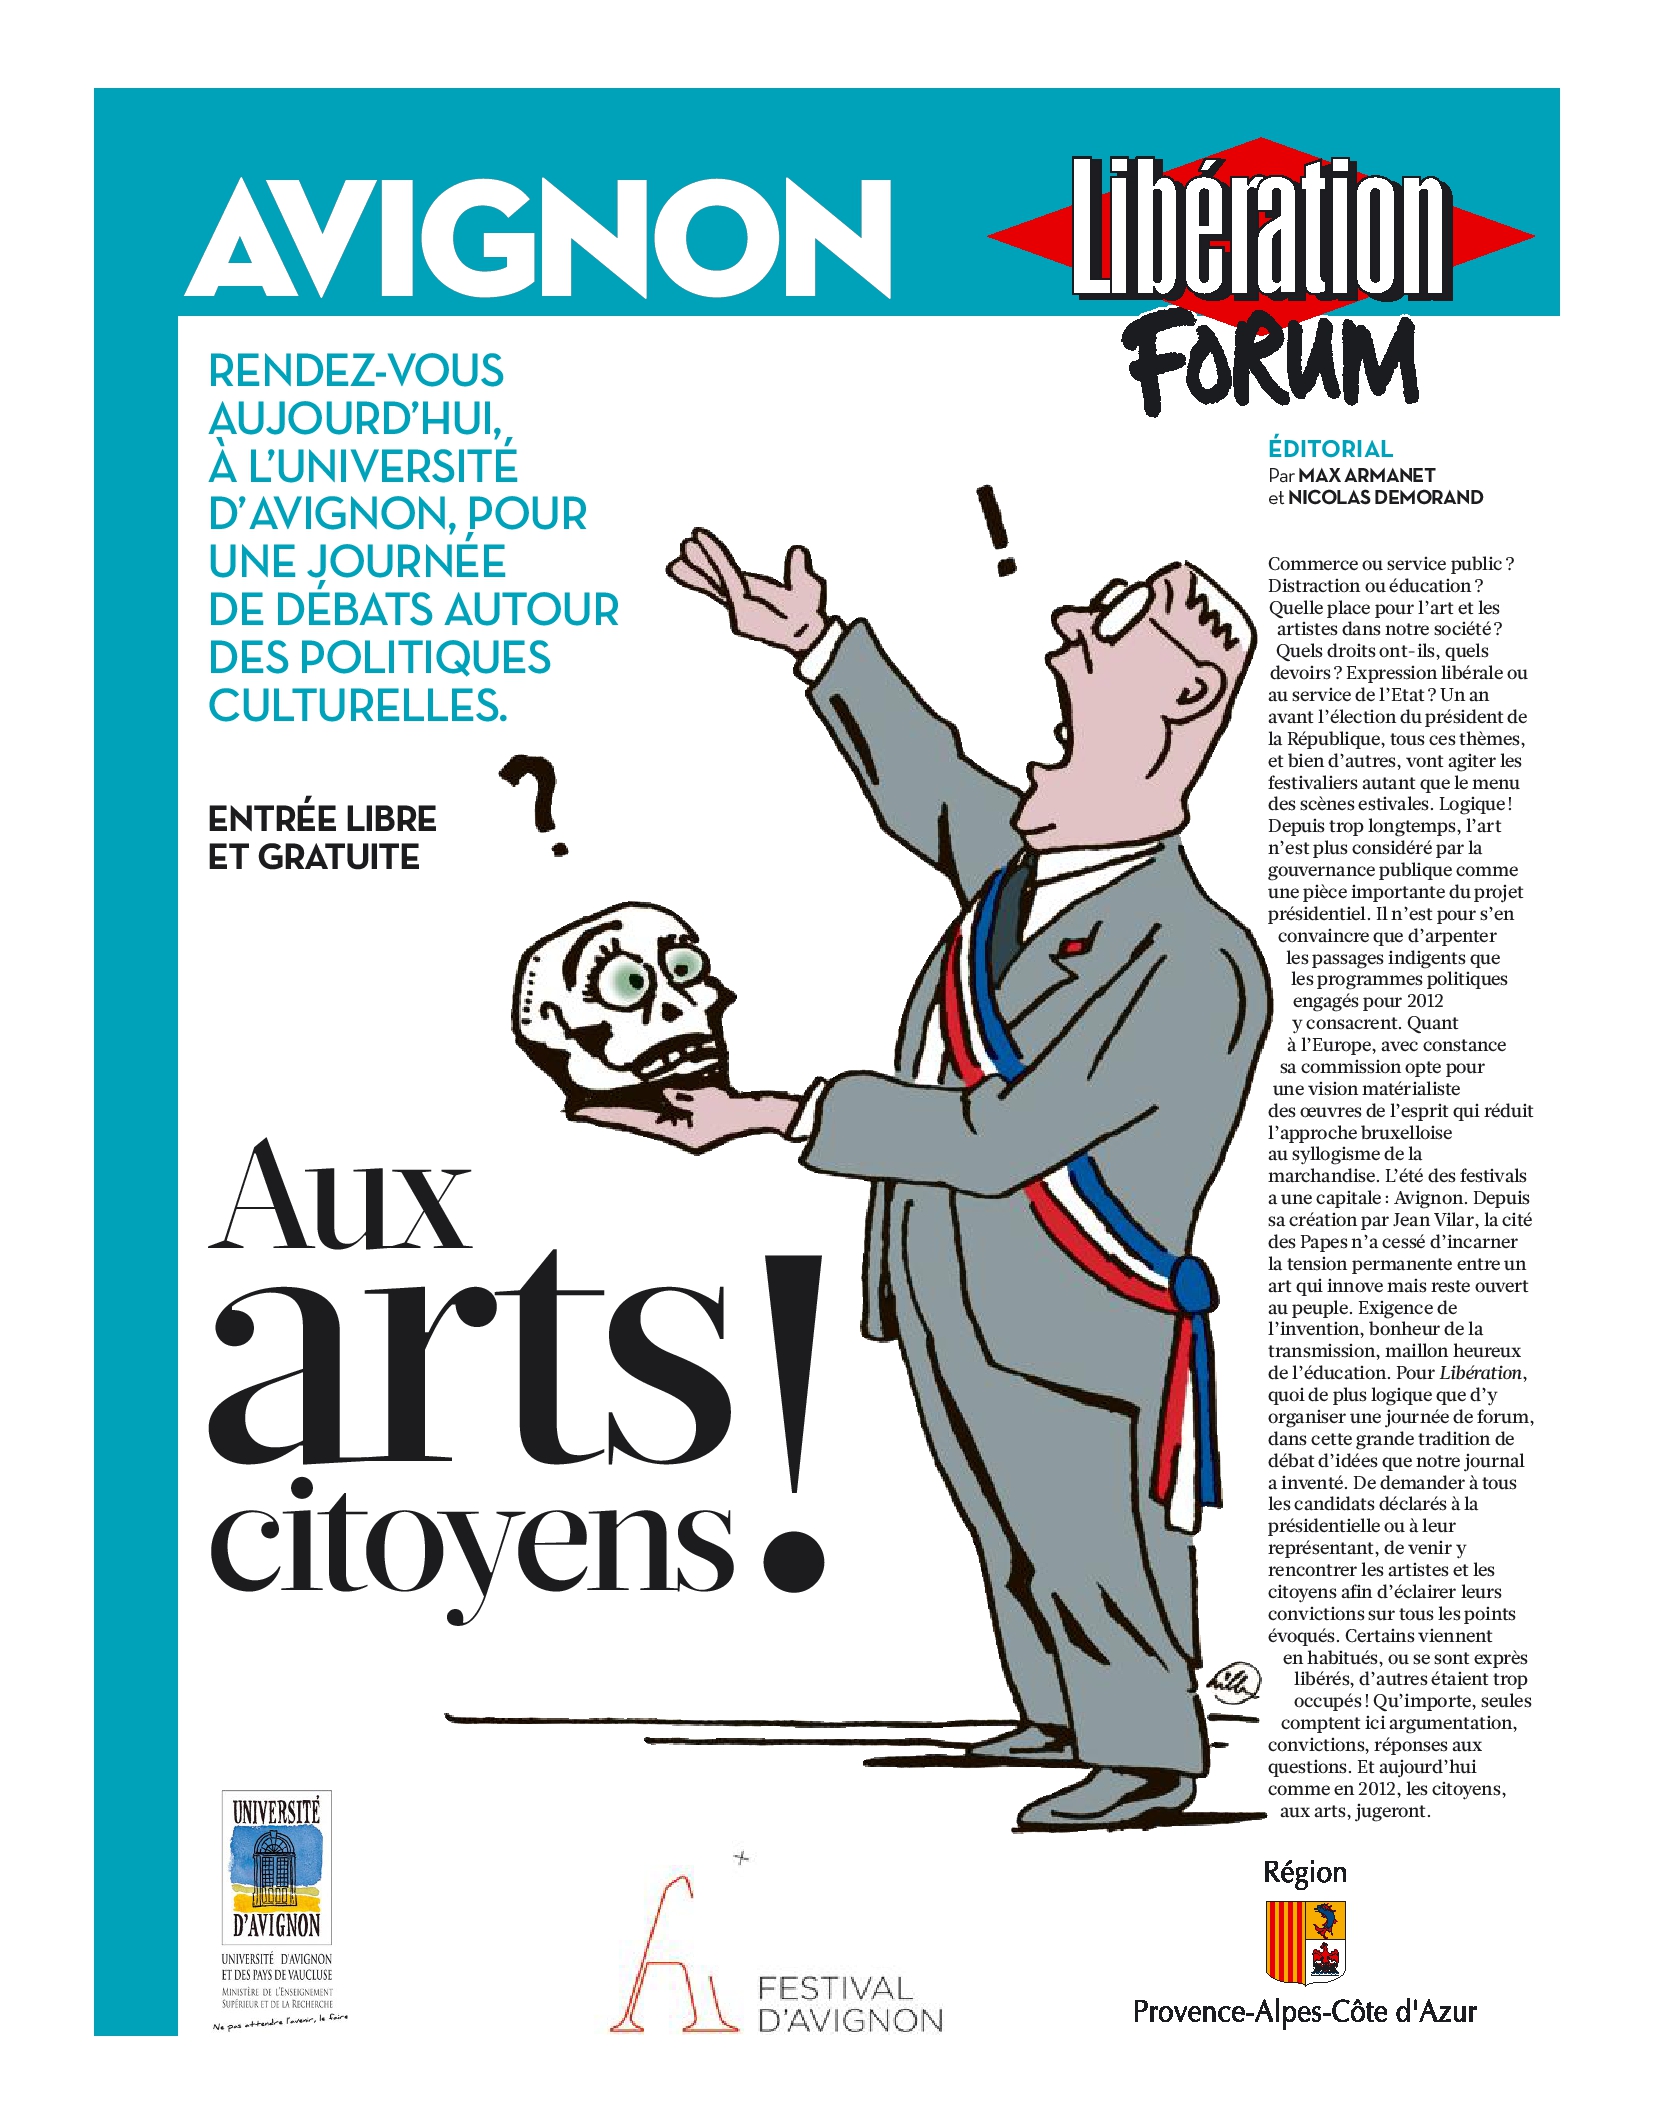 AVIGNON
Libération
FORUM
RENDEZ-VOUS
AUJOURD’HUI,
À L’UNIVERSITÉ
D’AVIGNON, POUR
UNE JOURNÉE
DE DÉBATS AUTOUR
DES POLITIQUES
CULTURELLES.
ENTRÉE LIBRE
ET GRATUITE
!
?
Aux
arts
citoyens!
ÉDITORIAL
Par MAX ARMANET
et NICOLAS DEMORAND
Commerce ou service public ?
Distraction ou éducation ?
Quelle place pour l’art et les
artistes dans notre société ?
Quels droits ont-ils, quels
devoirs ? Expression libérale ou
au service de l’Etat ? Un an
avant l’élection du président de
la République, tous ces thèmes,
et bien d’autres, vont agiter les
festivaliers autant que le menu
des scènes estivales. Logique !
Depuis trop longtemps, l’art
n’est plus considéré par la
gouvernance publique comme
une pièce importante du projet
présidentiel. Il n’est pour s’en
convaincre que d’arpenter
les passages indigents que
les programmes politiques
engagés pour 2012
y consacrent. Quant
à l’Europe, avec constance
sa commission opte pour
une vision matérialiste
des œuvres de l’esprit qui réduit
l’approche bruxelloise
au syllogisme de la
marchandise. L’été des festivals
a une capitale : Avignon. Depuis
sa création par Jean Vilar, la cité
des Papes n’a cessé d’incarner
la tension permanente entre un
art qui innove mais reste ouvert
au peuple. Exigence de
l’invention, bonheur de la
transmission, maillon heureux
de l’éducation. Pour Libération,
quoi de plus logique que d’y
organiser une journée de forum,
dans cette grande tradition de
débat d’idées que notre journal
a inventé. De demander à tous
les candidats déclarés à la
présidentielle ou à leur
représentant, de venir y
rencontrer les artistes et les
citoyens afin d’éclairer leurs
convictions sur tous les points
évoqués. Certains viennent
en habitués, ou se sont exprès
libérés, d’autres étaient trop
occupés ! Qu’importe, seules
comptent ici argumentation,
convictions, réponses aux
questions. Et aujourd’hui
comme en 2012, les citoyens,
aux arts, jugeront.
UNIVERSITÉ
D’AVIGNON
UNIVERSITÉ D’AVIGNON
ET DES PAYS DE VAUCLUSE
MINISTÈRE DE L’ENSEIGNEMENT
SUPÉRIEUR ET DE LA RECHERCHE
Ne pas attendre l’avenir, le faire
FESTIVAL
D’AVIGNON
Région
Provence-Alpes-Côte d'Azur